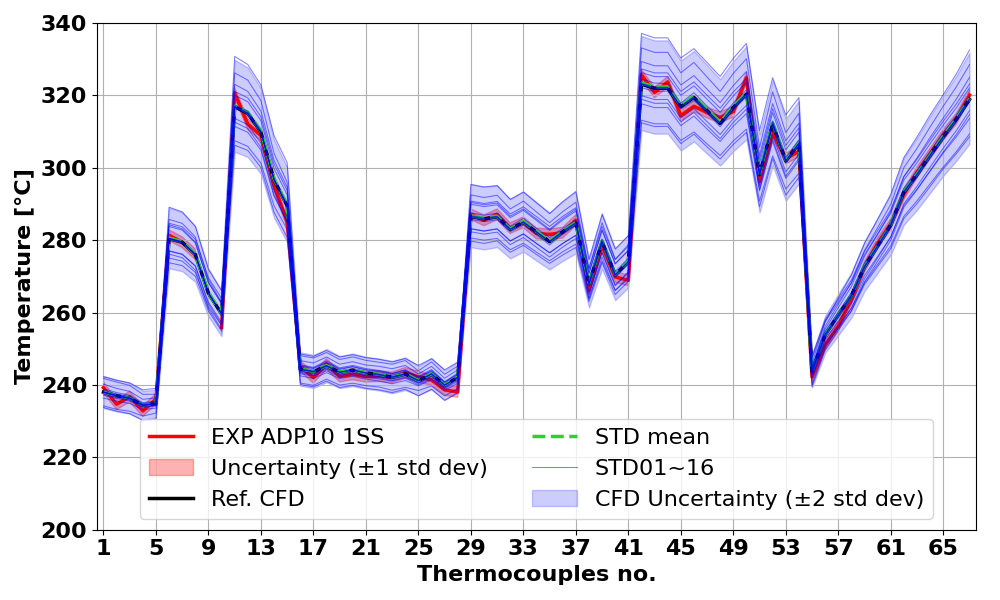 340
320
300
280
260
240
220
200
Temperature [°C]
EXP ADP10 1SS
Uncertainty (±1 std dev)
Ref. CFD
STD mean
STD01~16
CFD Uncertainty (±2 std dev)
1 5 9 13 17 21 25 29 33 37 41 45 49 53 57 61 65
Thermocouples no.